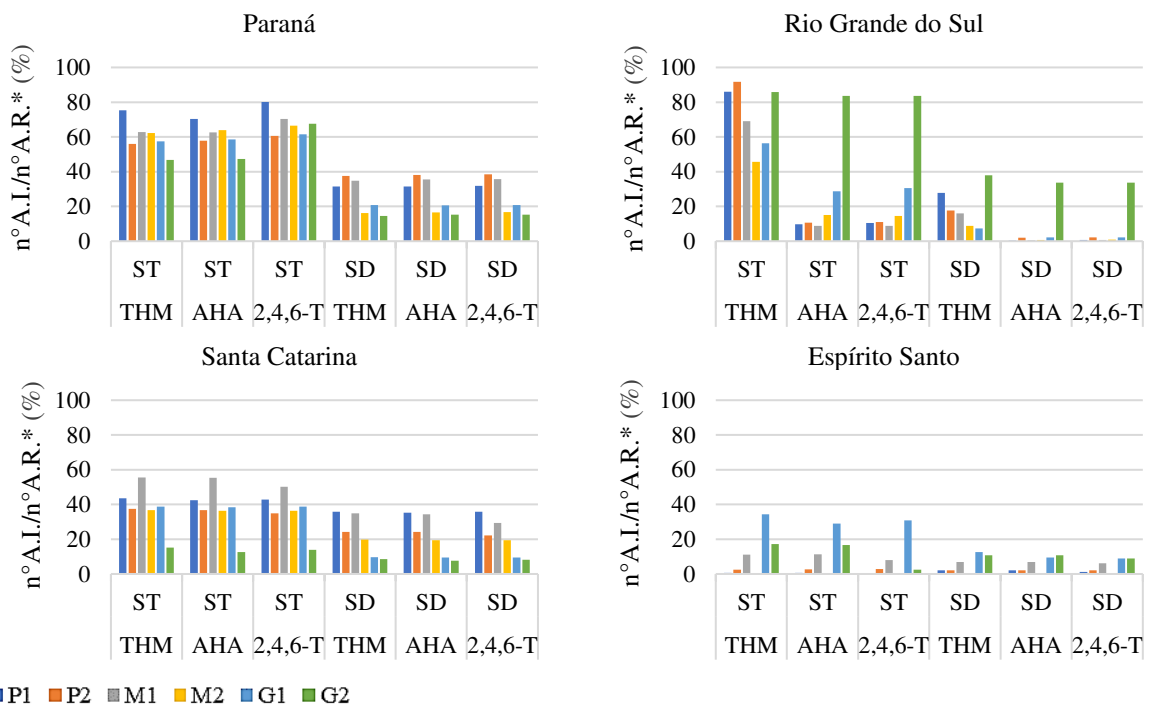 Paraná
n°A.I./n°A.R.* (%)
100
80
60
40
20
0
ST ST ST SD SD SD
THM AHA 2,4,6-T THM AHA 2,4,6-T
Rio Grande do Sul
n°A.I./n°A.R.* (%)
100
80
60
40
20
0
ST ST ST SD SD SD
THM AHA 2,4,6-T THM AHA 2,4,6-T
Santa Catarina
n°A.I./n°A.R.* (%)
100
80
60
40
20
0
ST ST ST SD SD SD
THM AHA 2,4,6-T THM AHA 2,4,6-T
Espírito Santo
n°A.I./n°A.R.* (%)
100
80
60
40
20
0
ST ST ST SD SD SD
THM AHA 2,4,6-T THM AHA 2,4,6-T
P1 P2 M1 M2 G1 G2